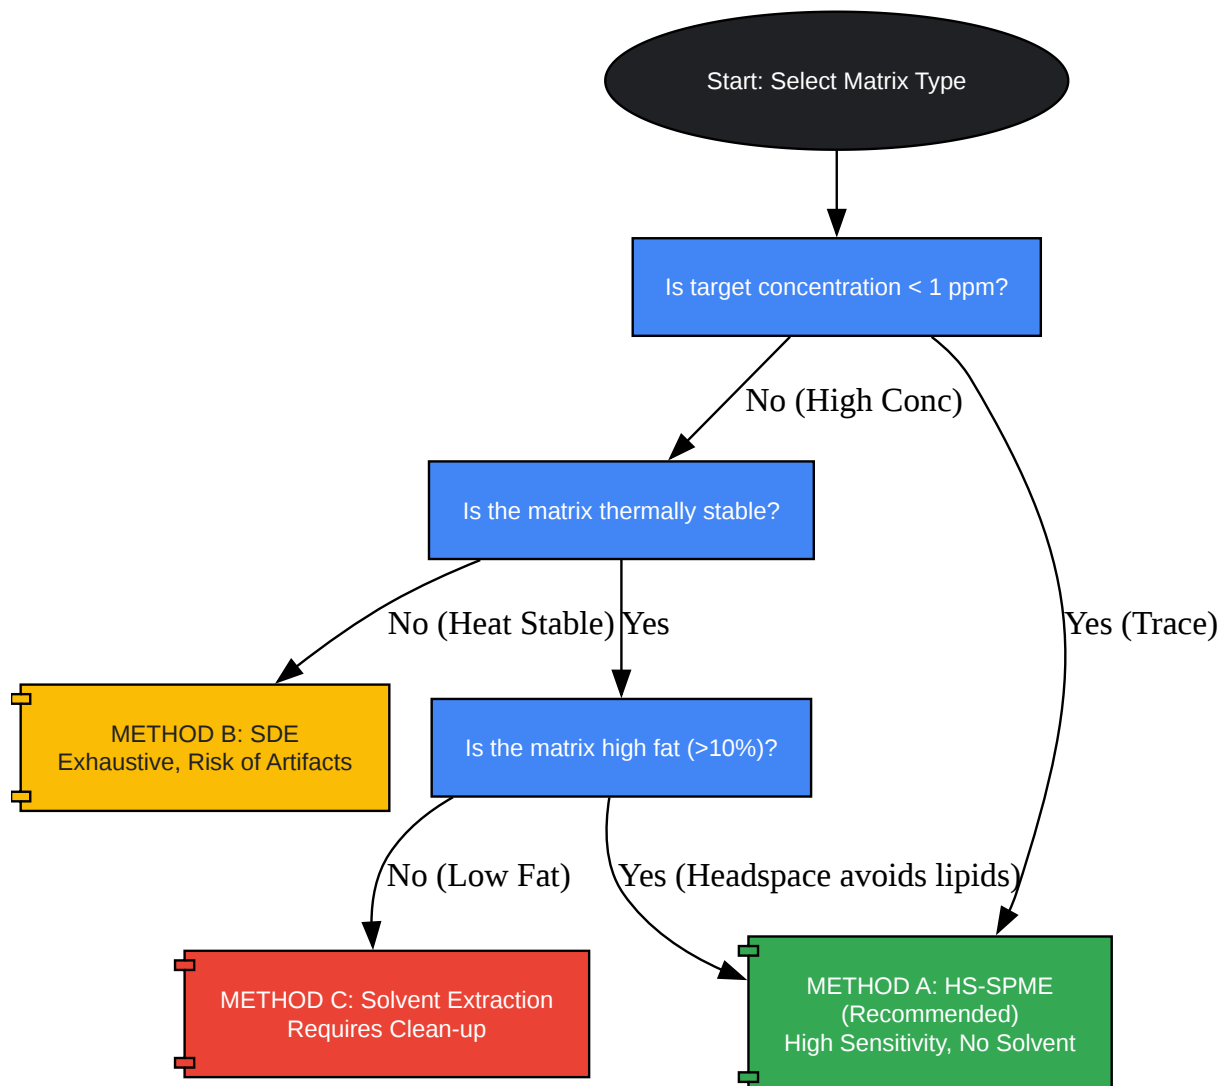 Start: Select Matrix Type
Is target concentration < 1 ppm?
No (High Conc)
Is the matrix thermally stable?
No (Heat Stable)
Yes
Yes (Trace)
METHOD B: SDE
Exhaustive, Risk of Artifacts
Is the matrix high fat (>10%)?
No (Low Fat)
Yes (Headspace avoids lipids)
METHOD C: Solvent Extraction
Requires Clean-up
METHOD A: HS-SPME
(Recommended)
High Sensitivity, No Solvent